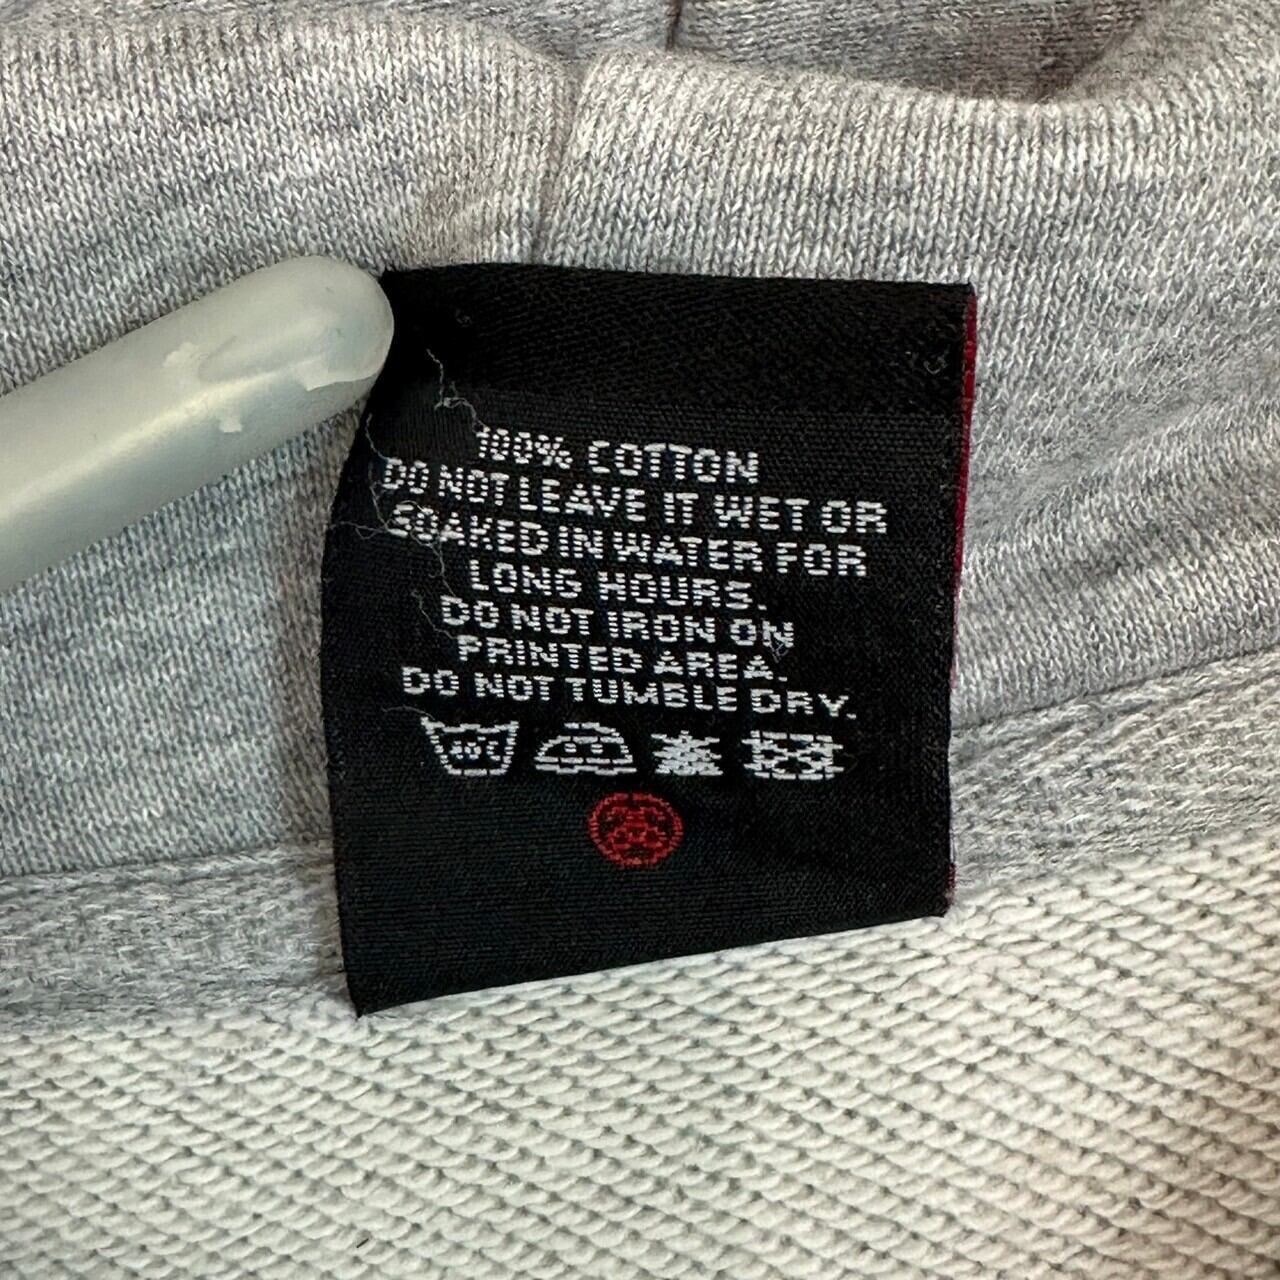 100% COTTON
DO NOT LEAVE IT WET OR
SOAKED IN WATER FOR
LONG HOURS.
DO NOT IRON ON
PRINTED AREA.
DO NOT TUMBLE DRY.
40C